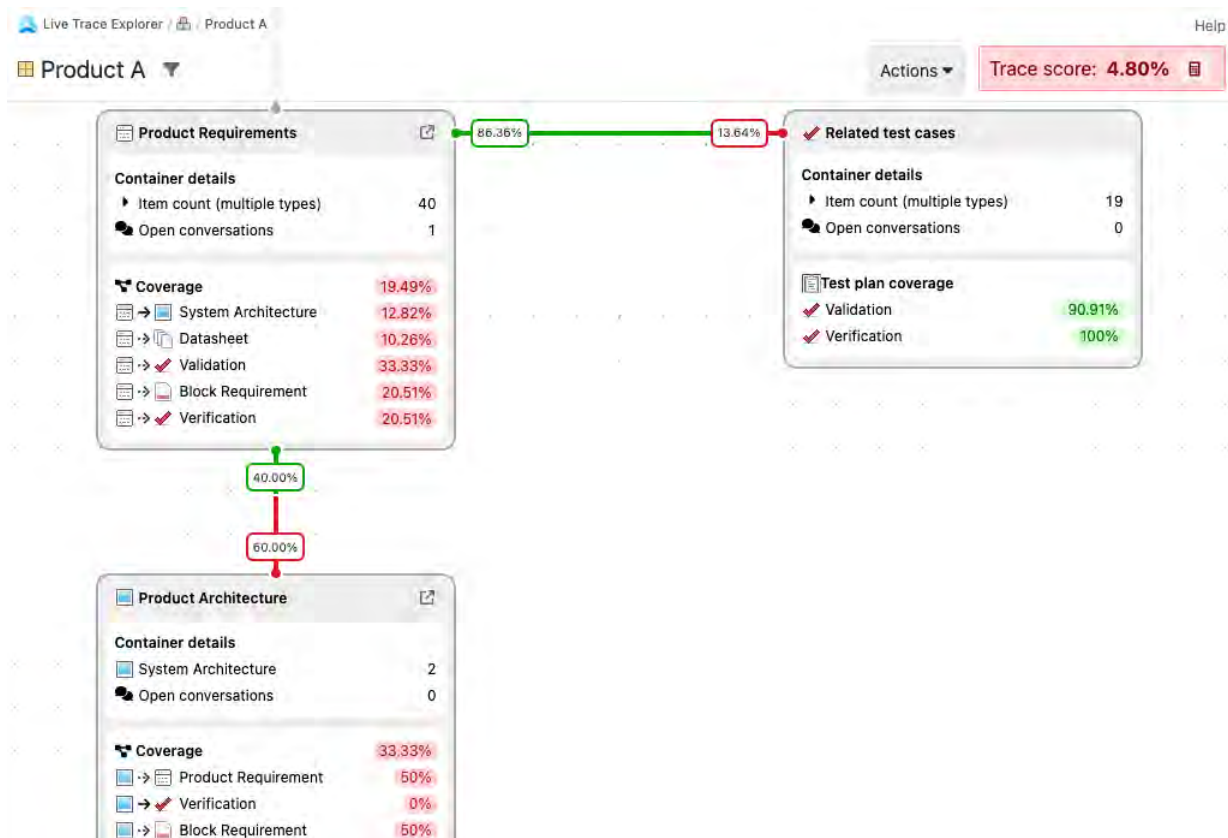 Live Trace Explorer / / Product A
Help
Product A
Actions
Trace score: 4.80%
Product Requirements
86.36%
13.64%
Related test cases
Container details
Item count (multiple types) 40
Open conversations 1
Container details
Item count (multiple types) 19
Open conversations 0
Coverage 19.49%
System Architecture 12.82%
Datasheet 10.26%
Validation 33.33%
Block Requirement 20.51%
Verification 20.51%
Test plan coverage
Validation 90.91%
Verification 100%
40.00%
60.00%
Product Architecture
Container details
System Architecture 2
Open conversations 0
Coverage 33.33%
Product Requirement 50%
Verification 0%
Block Requirement 50%